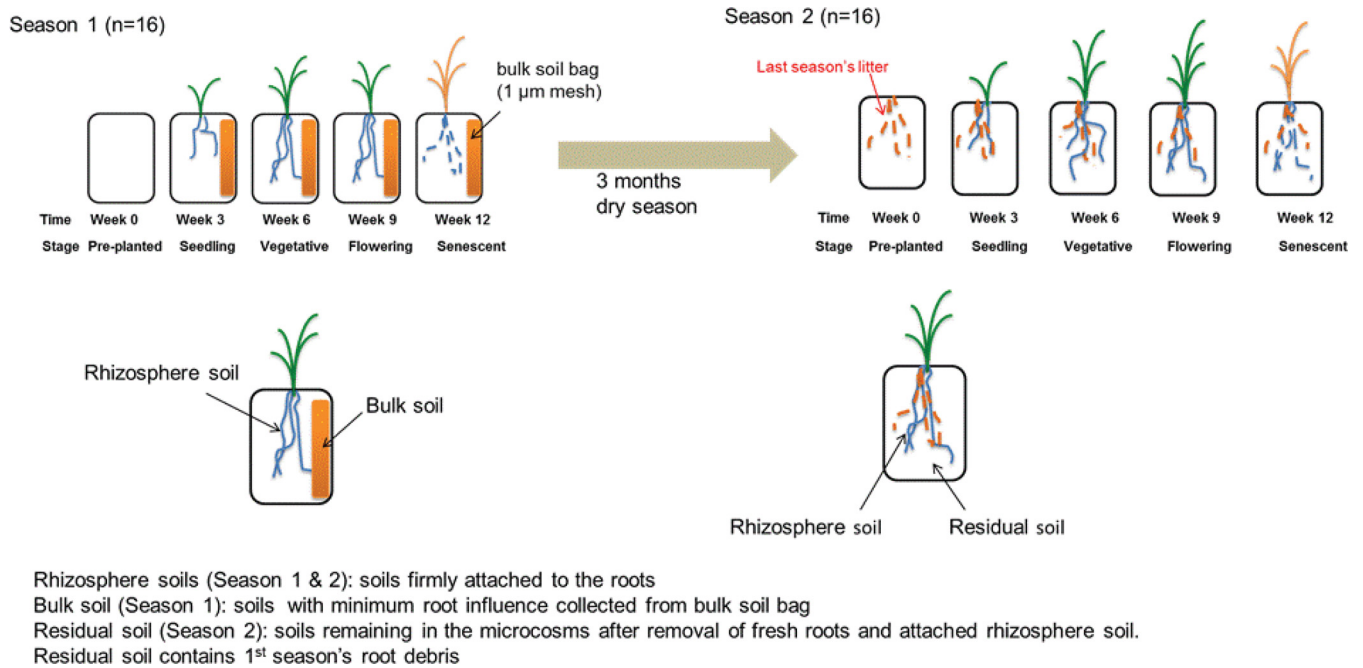 Season 1 (n=16)
bulk soil bag
(1 µm mesh)
Time Week 0 Week 3 Week 6 Week 9 Week 12
Stage Pre-planted Seedling Vegetative Flowering Senescent
3 months
dry season
Season 2 (n=16)
Last season's litter
Time Week 0 Week 3 Week 6 Week 9 Week 12
Stage Pre-planted Seedling Vegetative Flowering Senescent
Rhizosphere soil
Bulk soil
Rhizosphere soil
Residual soil
Rhizosphere soils (Season 1 & 2): soils firmly attached to the roots
Bulk soil (Season 1): soils with minimum root influence collected from bulk soil bag
Residual soil (Season 2): soils remaining in the microcosms after removal of fresh roots and attached rhizosphere soil.
Residual soil contains 1st season's root debris